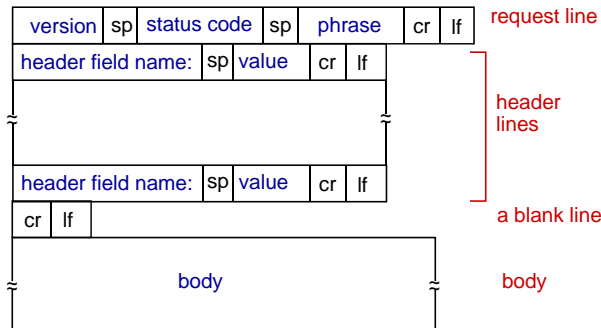 version sp status code sp phrase cr lf request line
header field name: sp value cr lf
header
lines
header field name: sp value cr lf
cr lf a blank line
body body